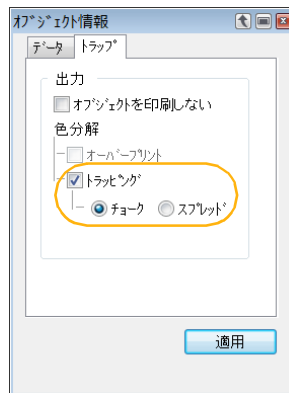 オブジェクト情報
データ トラップ
出力
オブジェクトを印刷しない
色分解
オーバープリント
トラッピング
チョーク スプレッド
適用